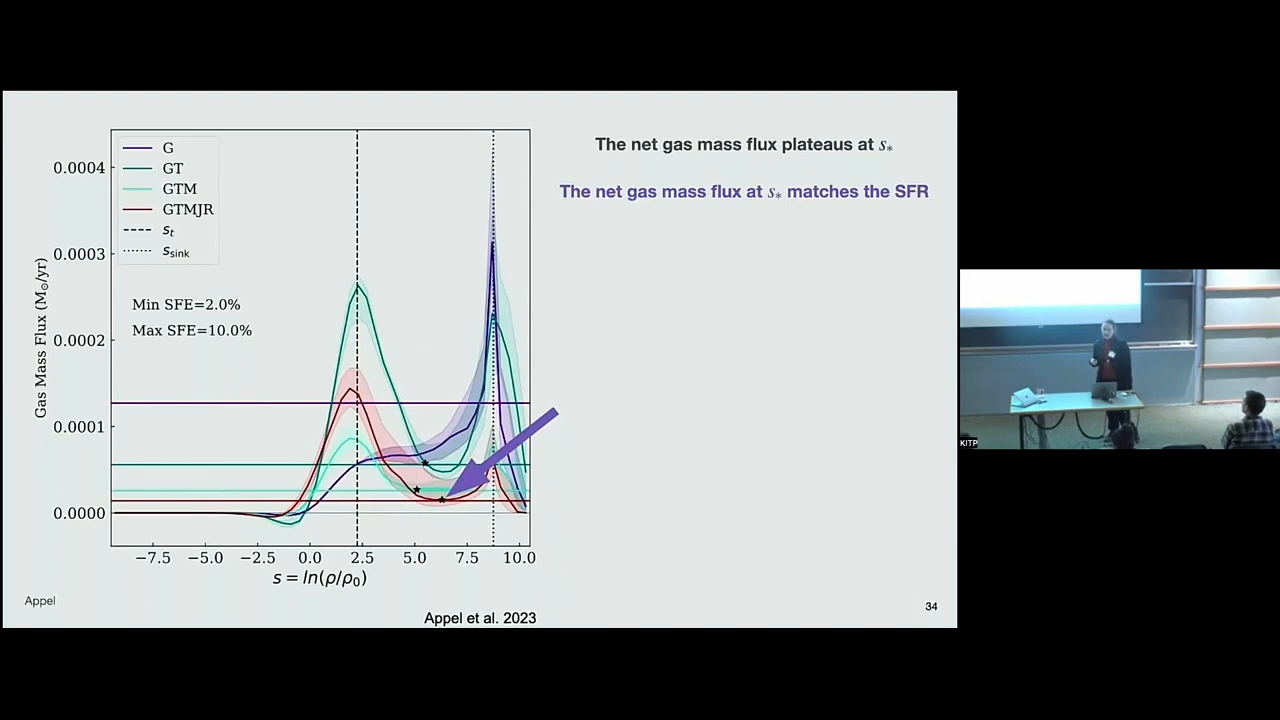 The net gas mass flux plateaus at s*
The net gas mass flux at s* matches the SFR
G
GT
GTM
GTMJR
s_t
s_sink
Min SFE=2.0%
Max SFE=10.0%
Gas Mass Flux (M⊙/yr)
0.0004
0.0003
0.0002
0.0001
0.0000
−7.5 −5.0 −2.5 0.0 2.5 5.0 7.5 10.0
s = ln(ρ/ρ0)
Appel
34
Appel et al. 2023
KITP